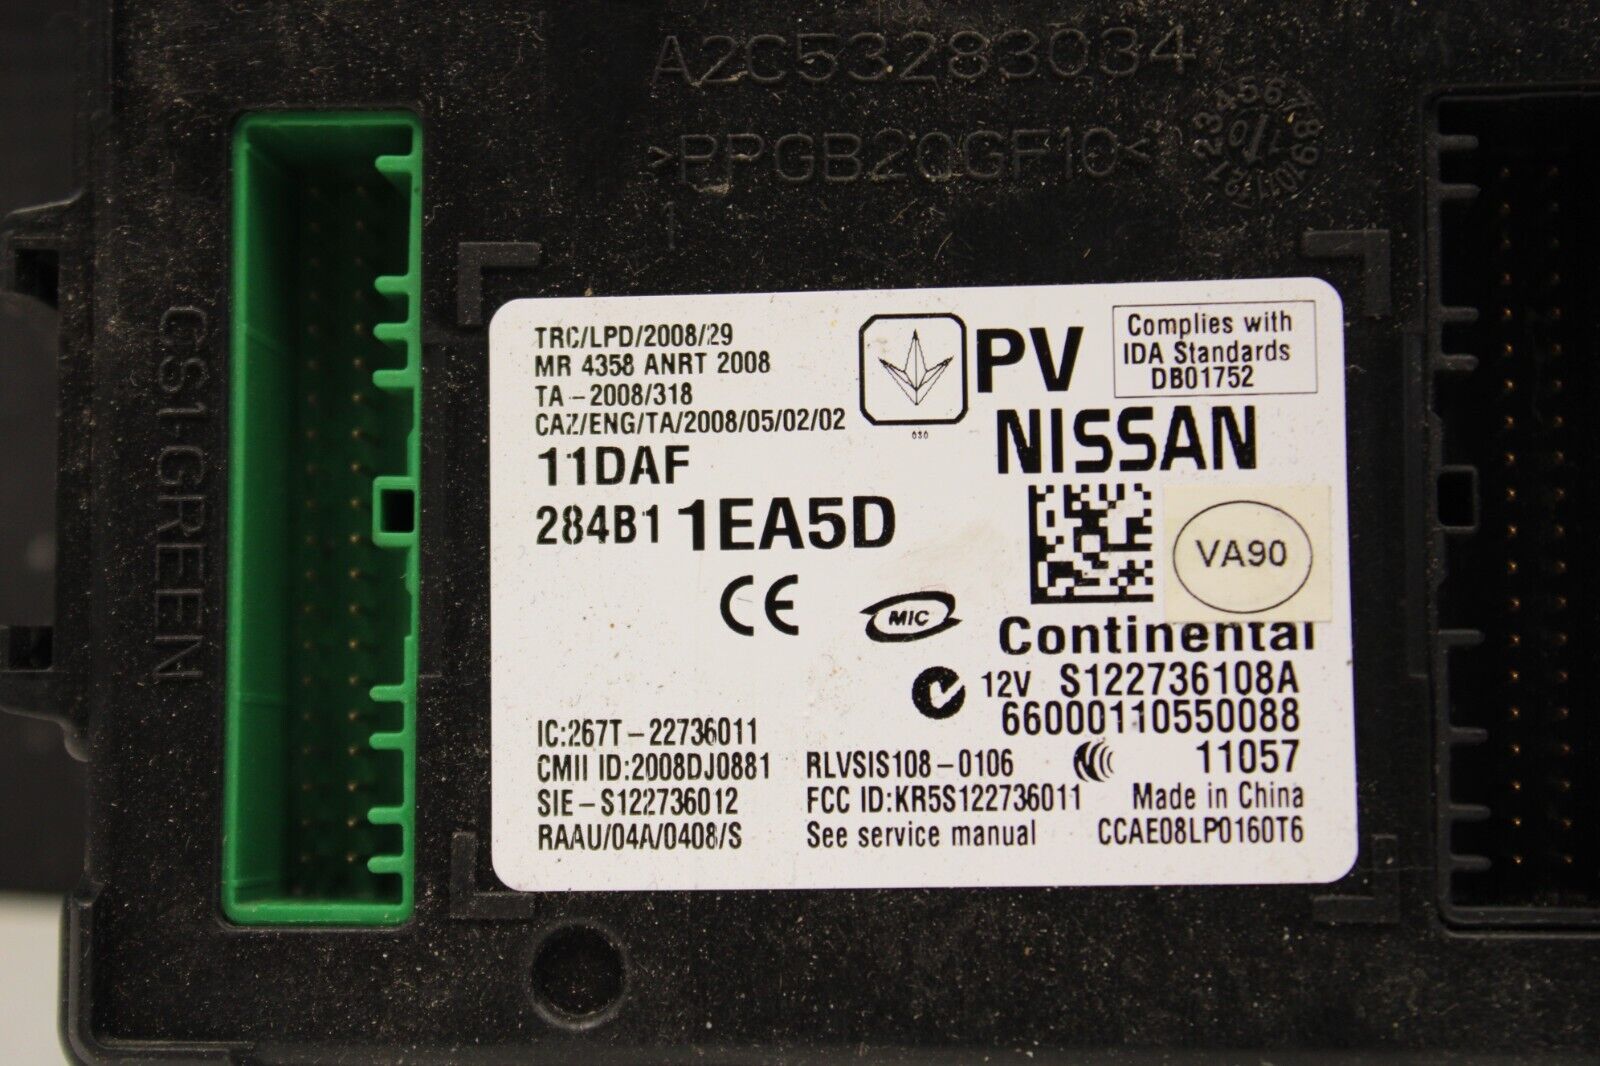 A2C53283034
>PPGB20GF10<
1
CS1-GREEN
TRC/LPD/2008/29
MR 4358 ANRT 2008
TA-2008/318
CAZ/ENG/TA/2008/05/02/02
11DAF
284B1 1EA5D
030
PV
Complies with
IDA Standards
DB01752
NISSAN
VA90
CE
MIC
Continental
12V S122736108A
66000110550088
11057
IC:267T-22736011
CMII ID:2008DJ0881
SIE-S122736012
RAAU/04A/0408/S
RLVSIS108-0106
FCC ID:KR5S122736011
See service manual
Made in China
CCAE08LP0160T6